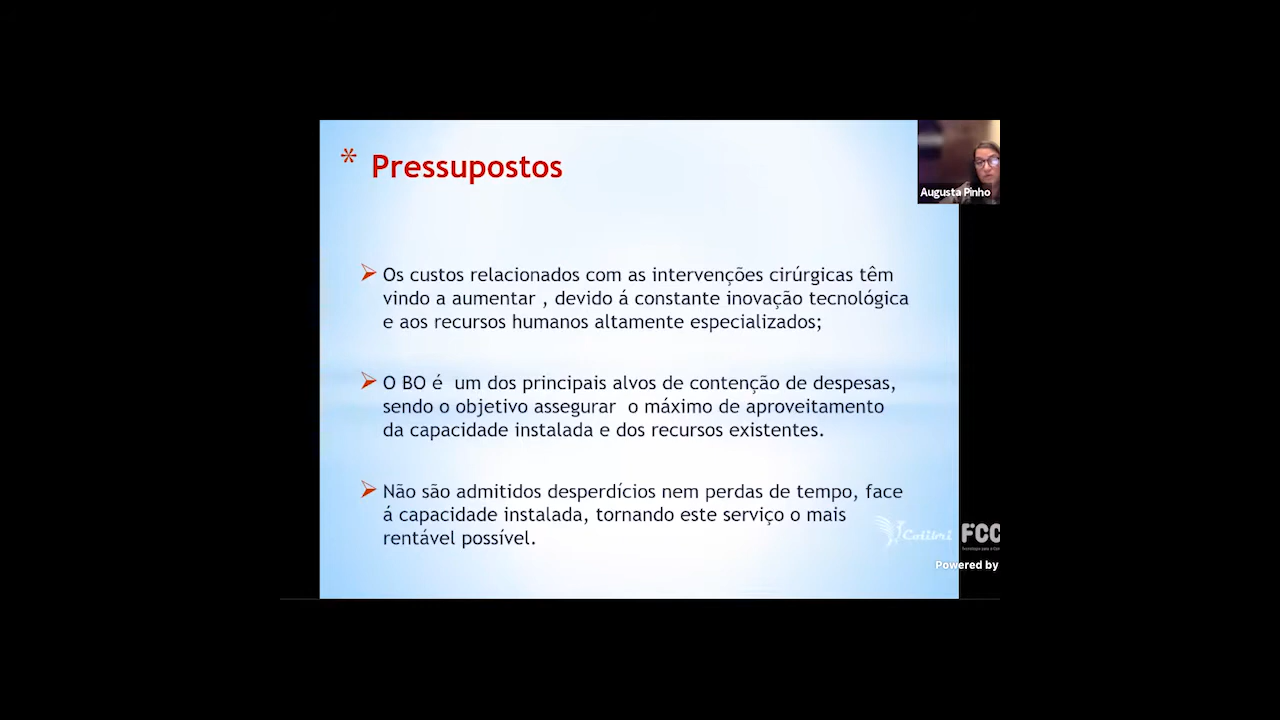 * Pressupostos
Augusta Pinho
➢ Os custos relacionados com as intervenções cirúrgicas têm
vindo a aumentar , devido á constante inovação tecnológica
e aos recursos humanos altamente especializados;
➢ O BO é  um dos principais alvos de contenção de despesas,
sendo o objetivo assegurar  o máximo de aproveitamento
da capacidade instalada e dos recursos existentes.
➢ Não são admitidos desperdícios nem perdas de tempo, face
á capacidade instalada, tornando este serviço o mais
rentável possível.
Colibri FCC
Powered by